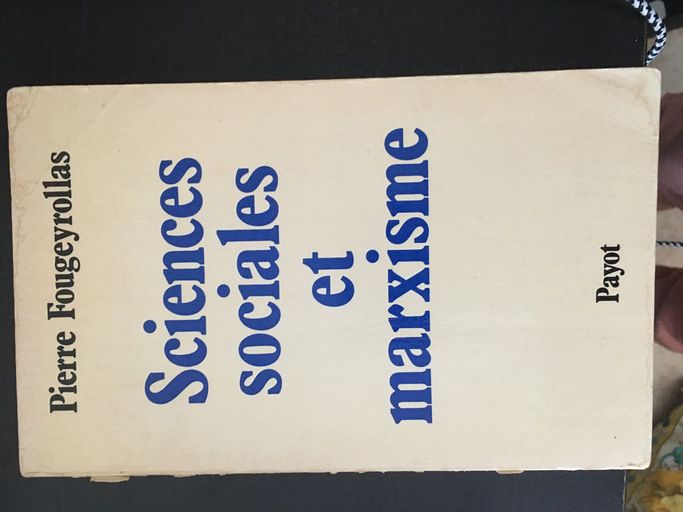 Pierre Fougeyrollas
Sciences
sociales
et
marxisme
Payot